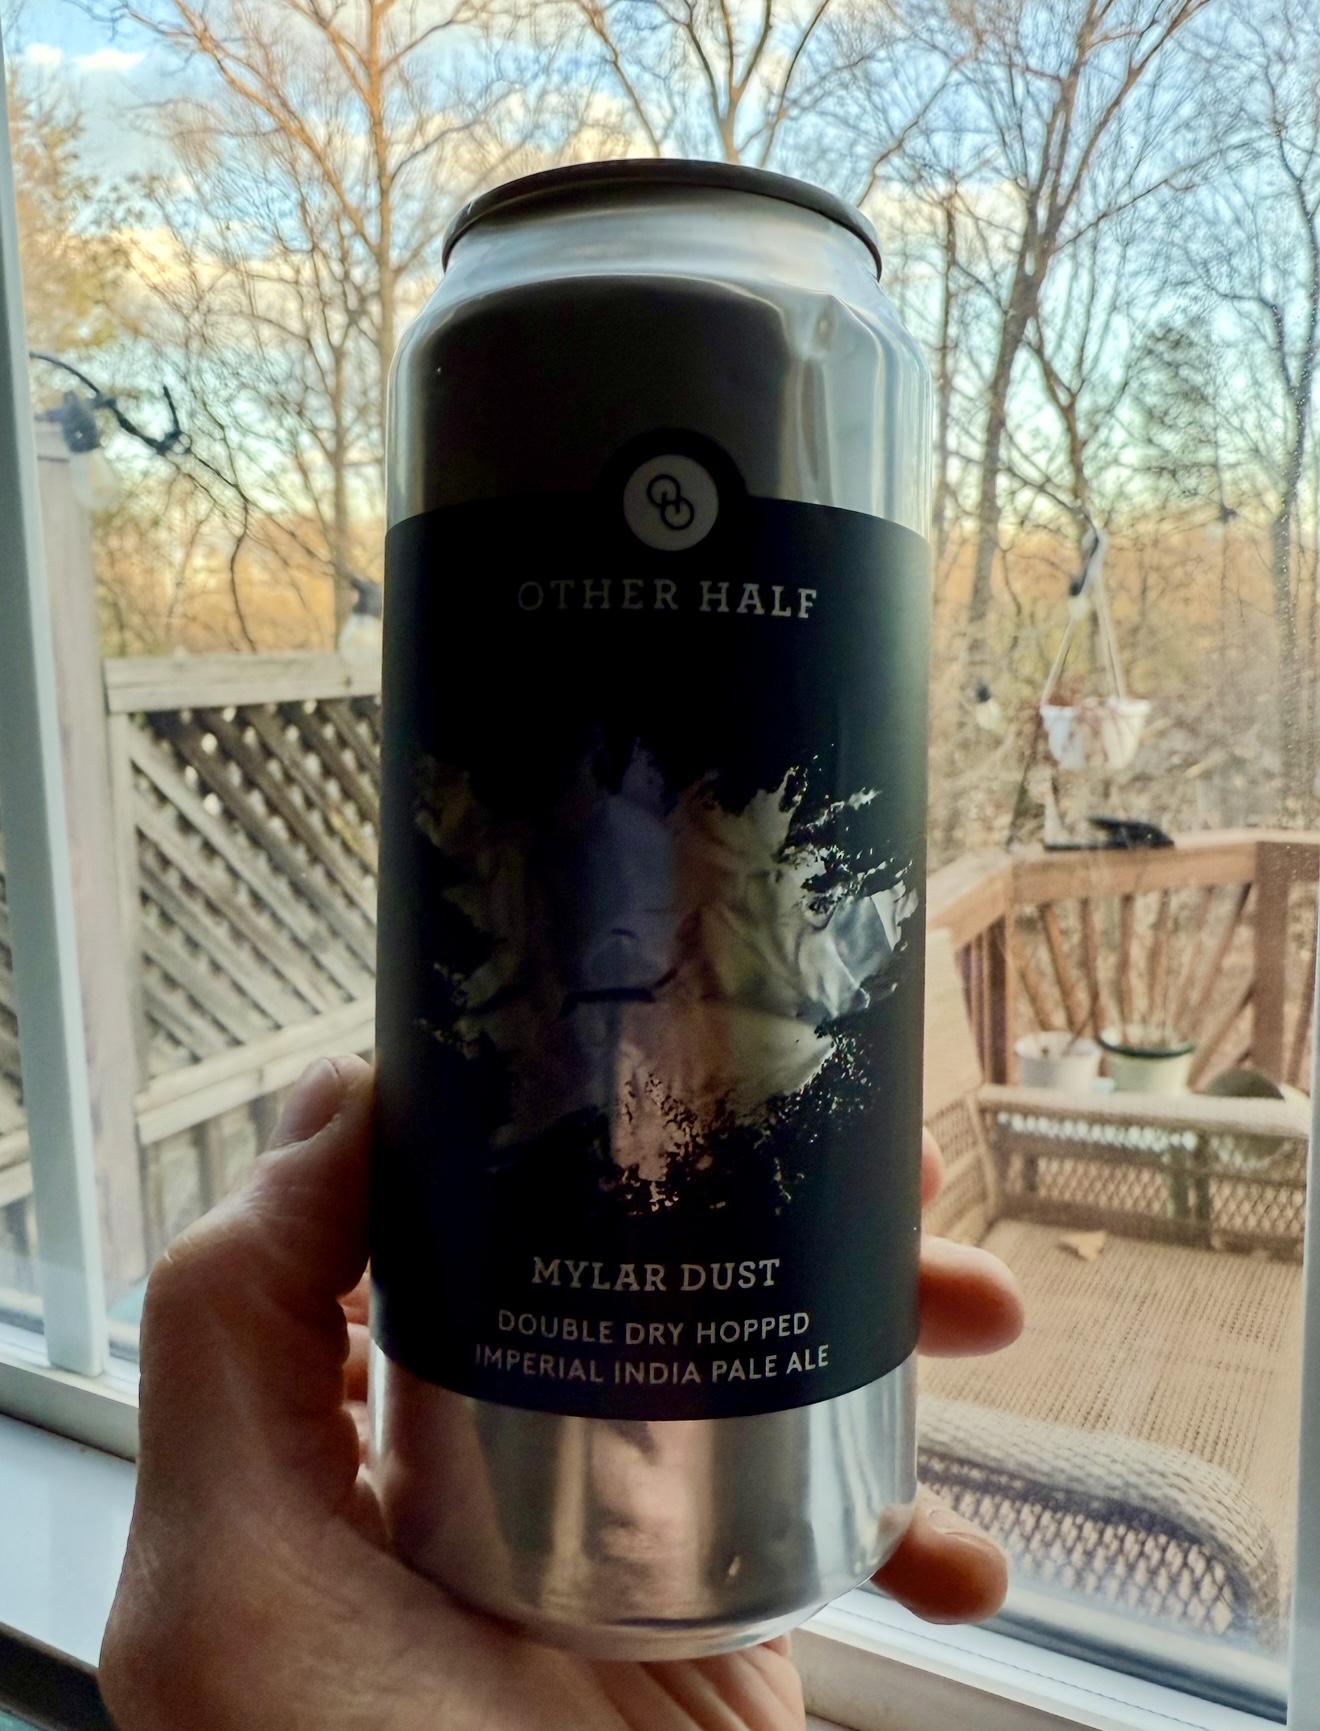 OTHER HALF
MYLAR DUST
DOUBLE DRY HOPPED
IMPERIAL INDIA PALE ALE